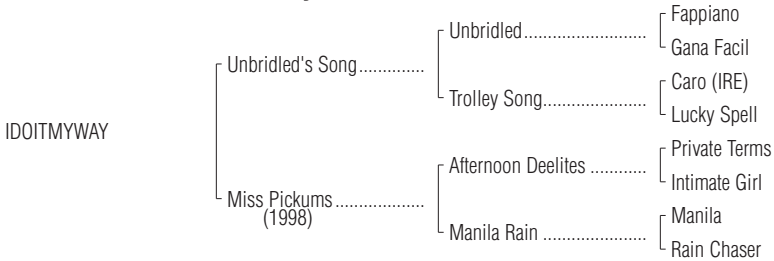 Fappiano
Unbridled..............................
Gana Facil
Unbridled's Song...............
Caro (IRE)
Trolley Song.........................
Lucky Spell
IDOITMYWAY
Private Terms
Afternoon Deelites .............
Intimate Girl
Miss Pickums .....................
(1998)
Manila
Manila Rain .........................
Rain Chaser